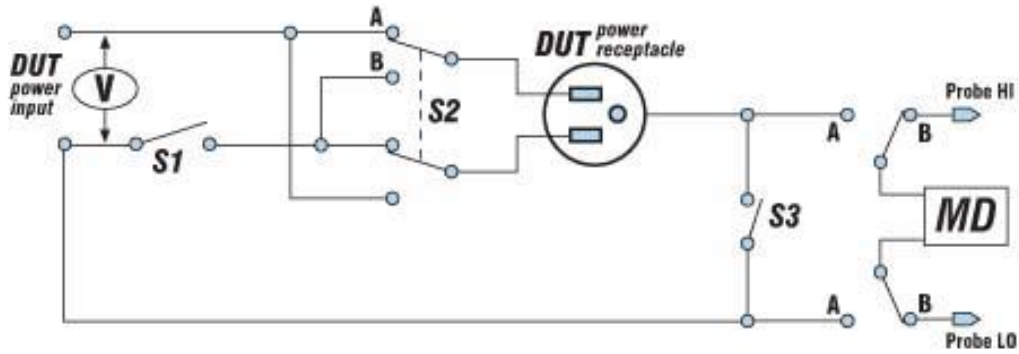 DUT
power
input
V
S1
A
B
S2
DUT power
receptacle
S3
A
A
B
Probe HI
MD
B
Probe LO